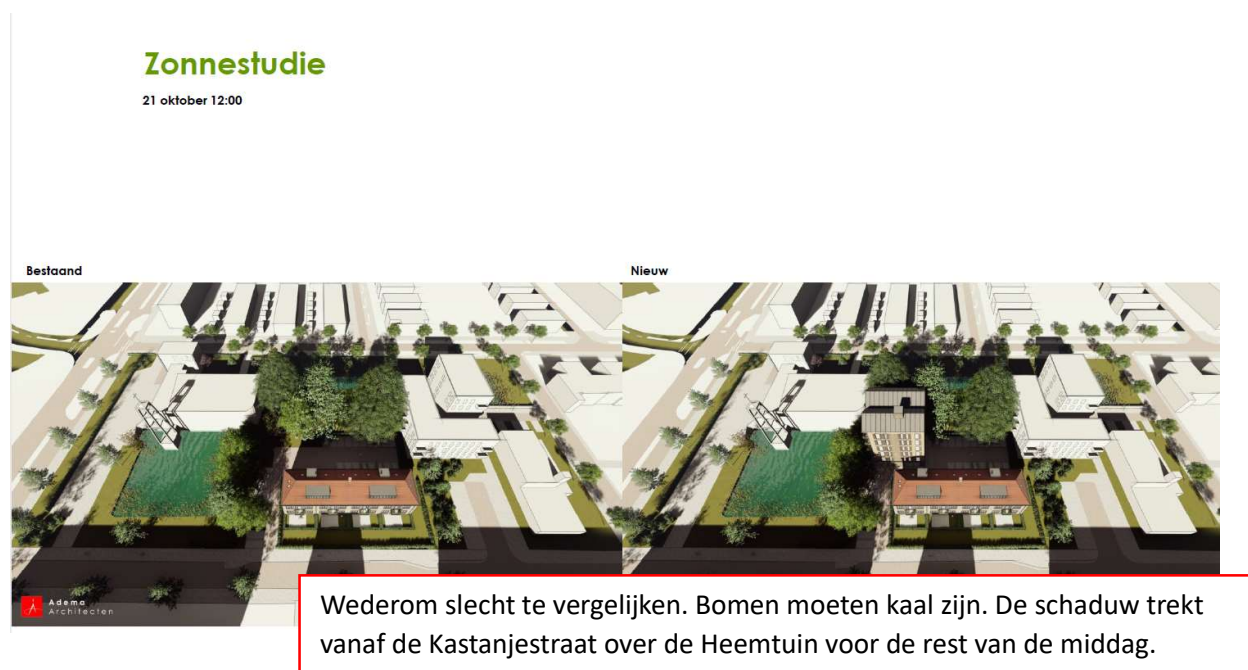 Zonnestudie
21 oktober 12:00
Bestaand
Nieuw
Adema
Architecten
Wederom slecht te vergelijken. Bomen moeten kaal zijn. De schaduw trekt
vanaf de Kastanjestraat over de Heemtuin voor de rest van de middag.